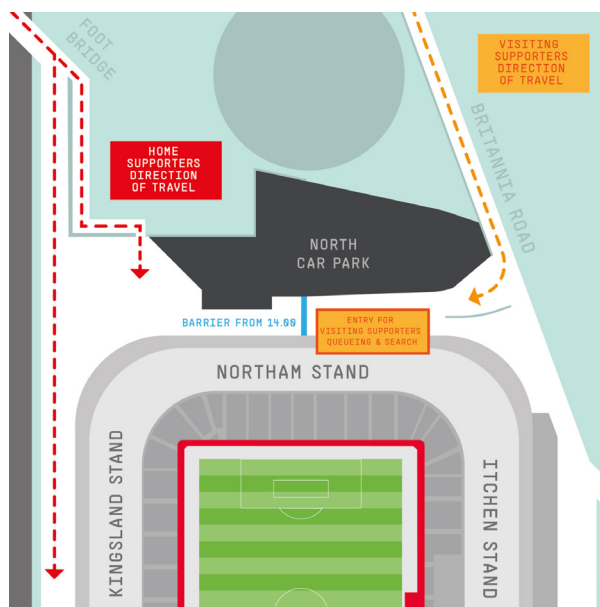 FOOT
BRIDGE
VISITING
SUPPORTERS
DIRECTION
OF TRAVEL
BRITANNIA ROAD
HOME
SUPPORTERS
DIRECTION
OF TRAVEL
NORTH
CAR PARK
BARRIER FROM 14.00
ENTRY FOR
VISITING SUPPORTERS
QUEUEING & SEARCH
NORTHAM STAND
KINGSLAND STAND
ITCHEN STAND